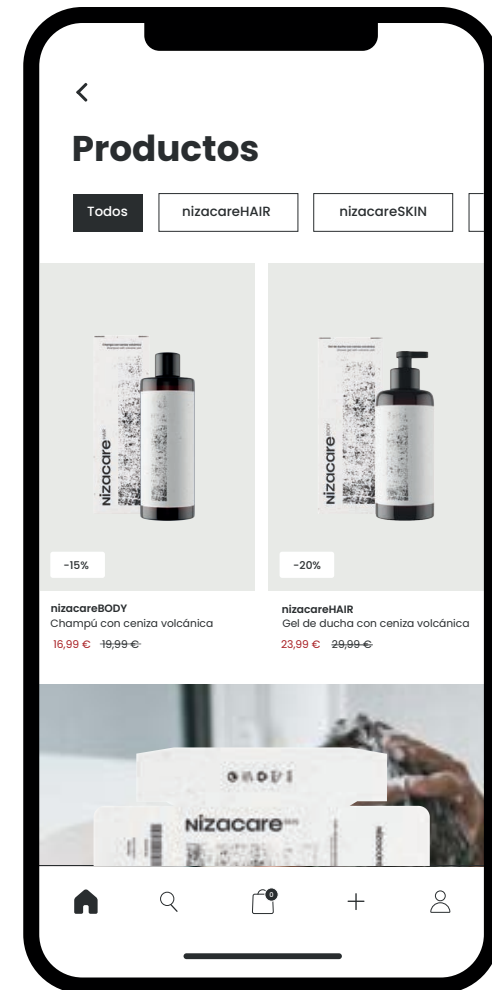 Productos
Todos
nizacareHAIR
nizacareSKIN
nizacare
nizacare
-15%
-20%
nizacareBODY
Champú con ceniza volcánica
16,99 € 19,99 €
nizacareHAIR
Gel de ducha con ceniza volcánica
23,99 € 29,99 €
nizacare
nizacare
0